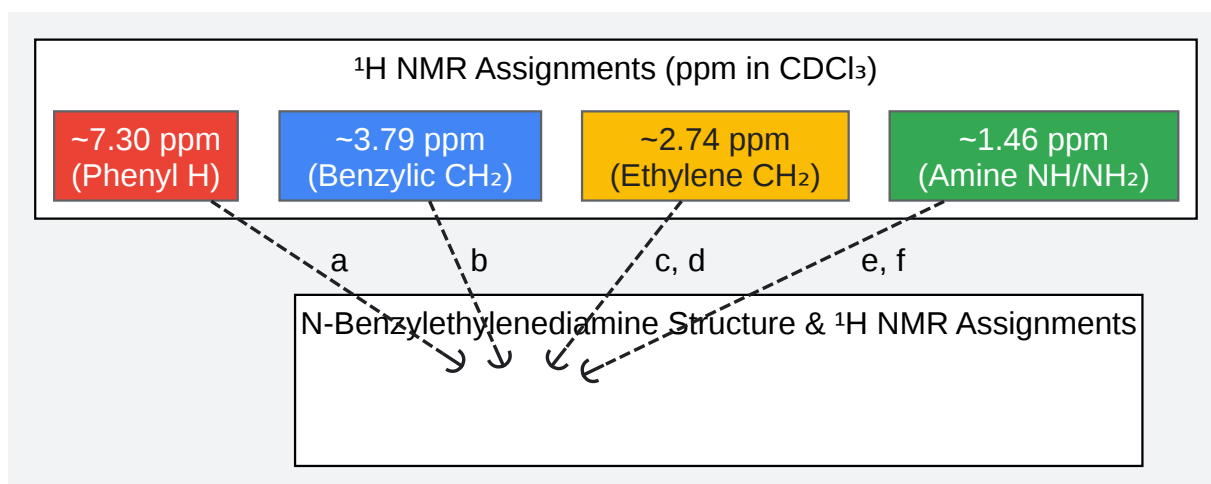 ¹H NMR Assignments (ppm in CDCl₃)
~7.30 ppm
(Phenyl H)
~3.79 ppm
(Benzylic CH₂)
~2.74 ppm
(Ethylene CH₂)
~1.46 ppm
(Amine NH/NH₂)
a
b
c, d
e, f
N-Benzylethylenediamine Structure & ¹H NMR Assignments